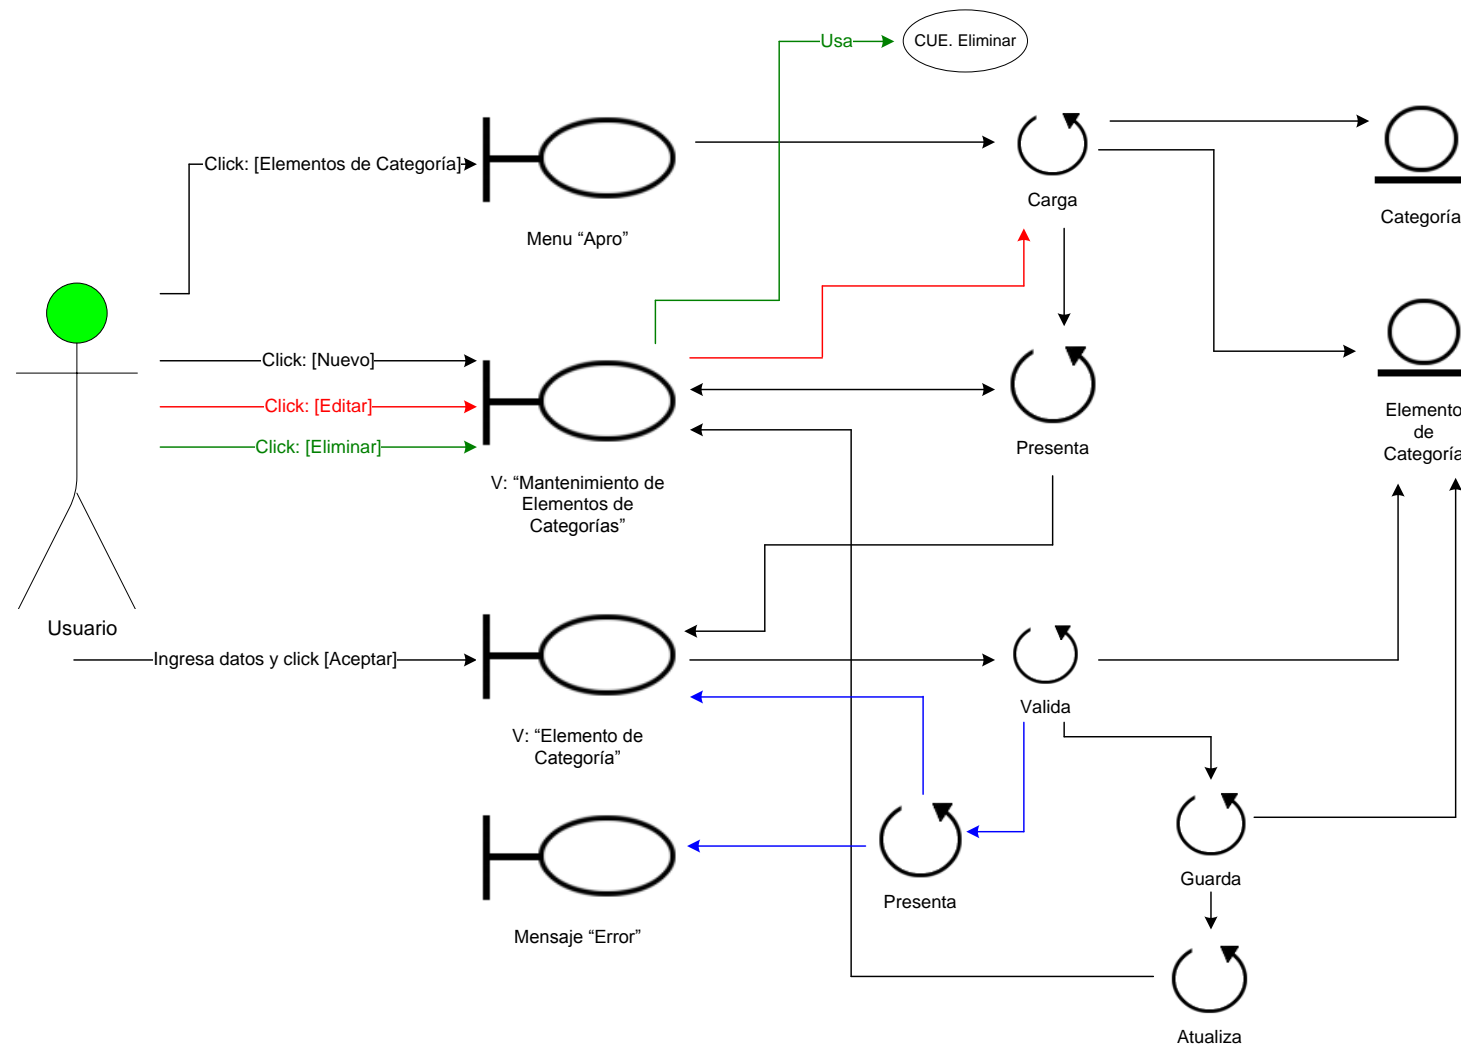 Usa
CUE. Eliminar
Click: [Elementos de Categoría]
Menu “Apro”
Carga
Categoría
Click: [Nuevo]
Click: [Editar]
Click: [Eliminar]
V: “Mantenimiento de
Elementos de
Categorías”
Presenta
Elemento
de
Categoría
Usuario
Ingresa datos y click [Aceptar]
V: “Elemento de
Categoría”
Valida
Mensaje “Error”
Presenta
Guarda
Atualiza